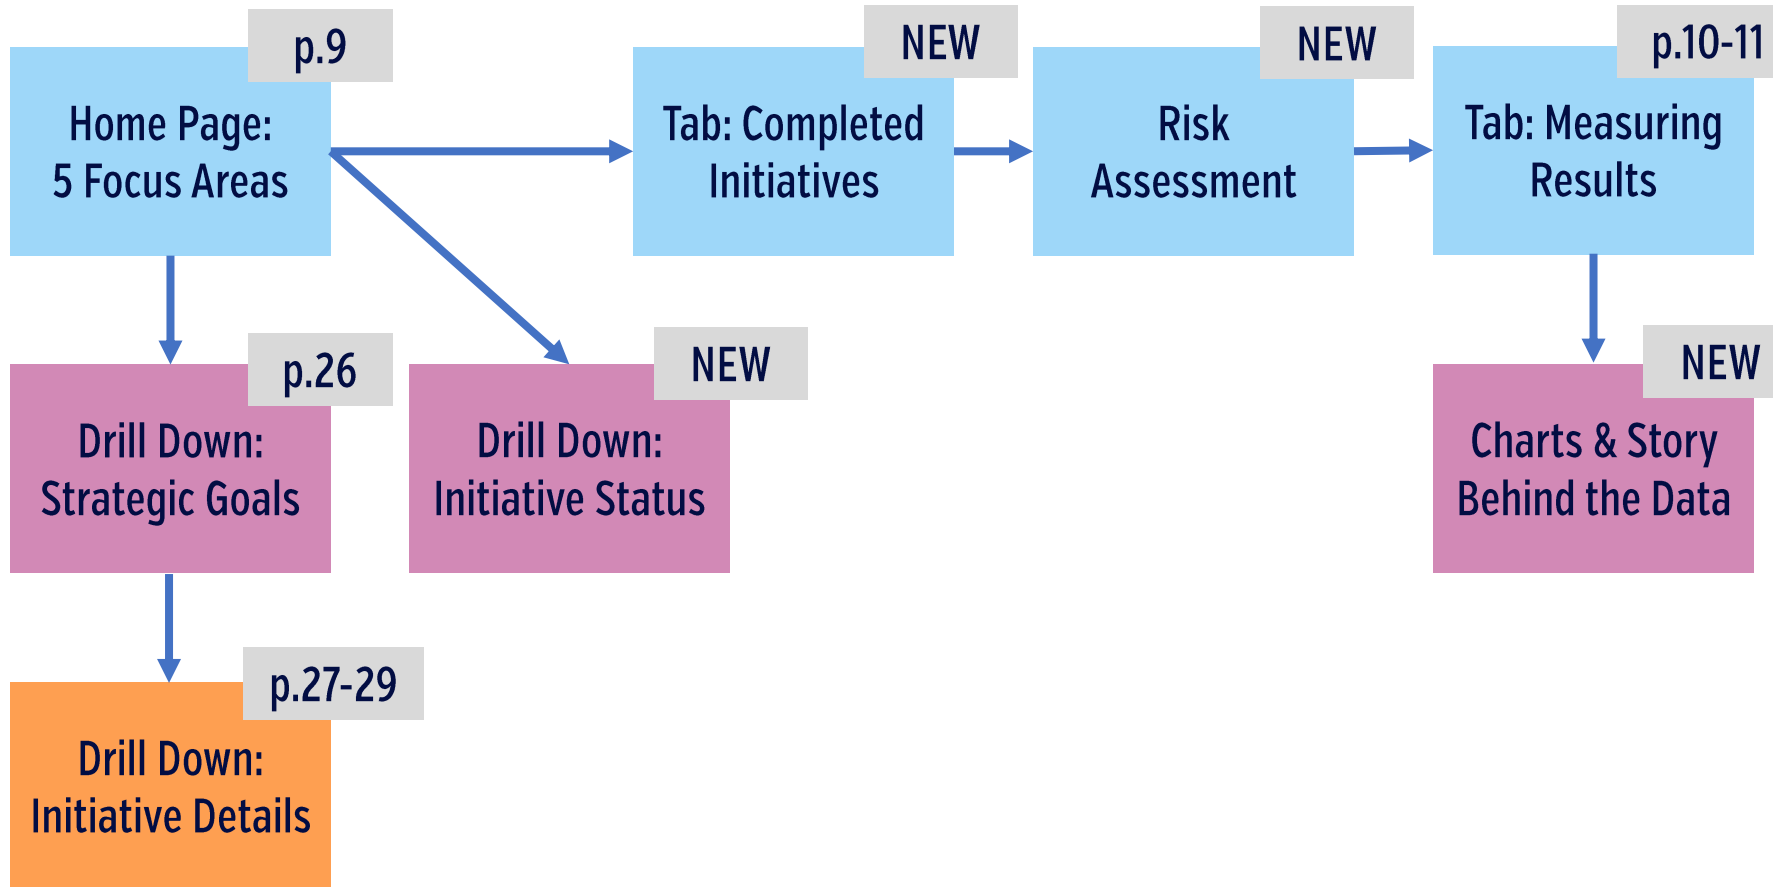 p.9
Home Page:
5 Focus Areas
NEW
Tab: Completed
Initiatives
NEW
Risk
Assessment
p.10-11
Tab: Measuring
Results
p.26
Drill Down:
Strategic Goals
NEW
Drill Down:
Initiative Status
NEW
Charts & Story
Behind the Data
p.27-29
Drill Down:
Initiative Details